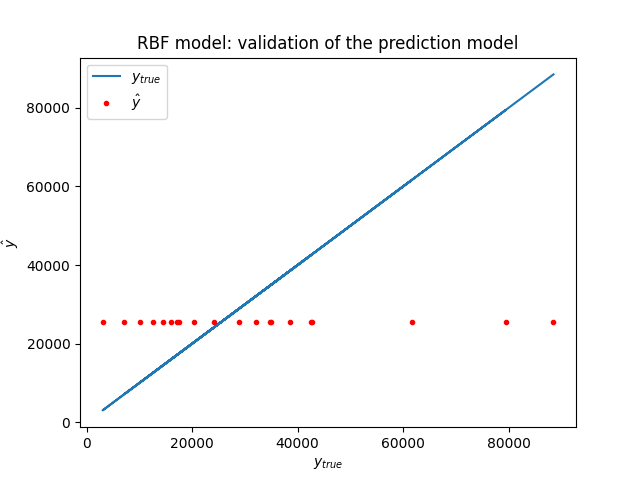 RBF model: validation of the prediction model
y_true
ŷ
80000
60000
40000
20000
0
ŷ
0 20000 40000 60000 80000
y_true